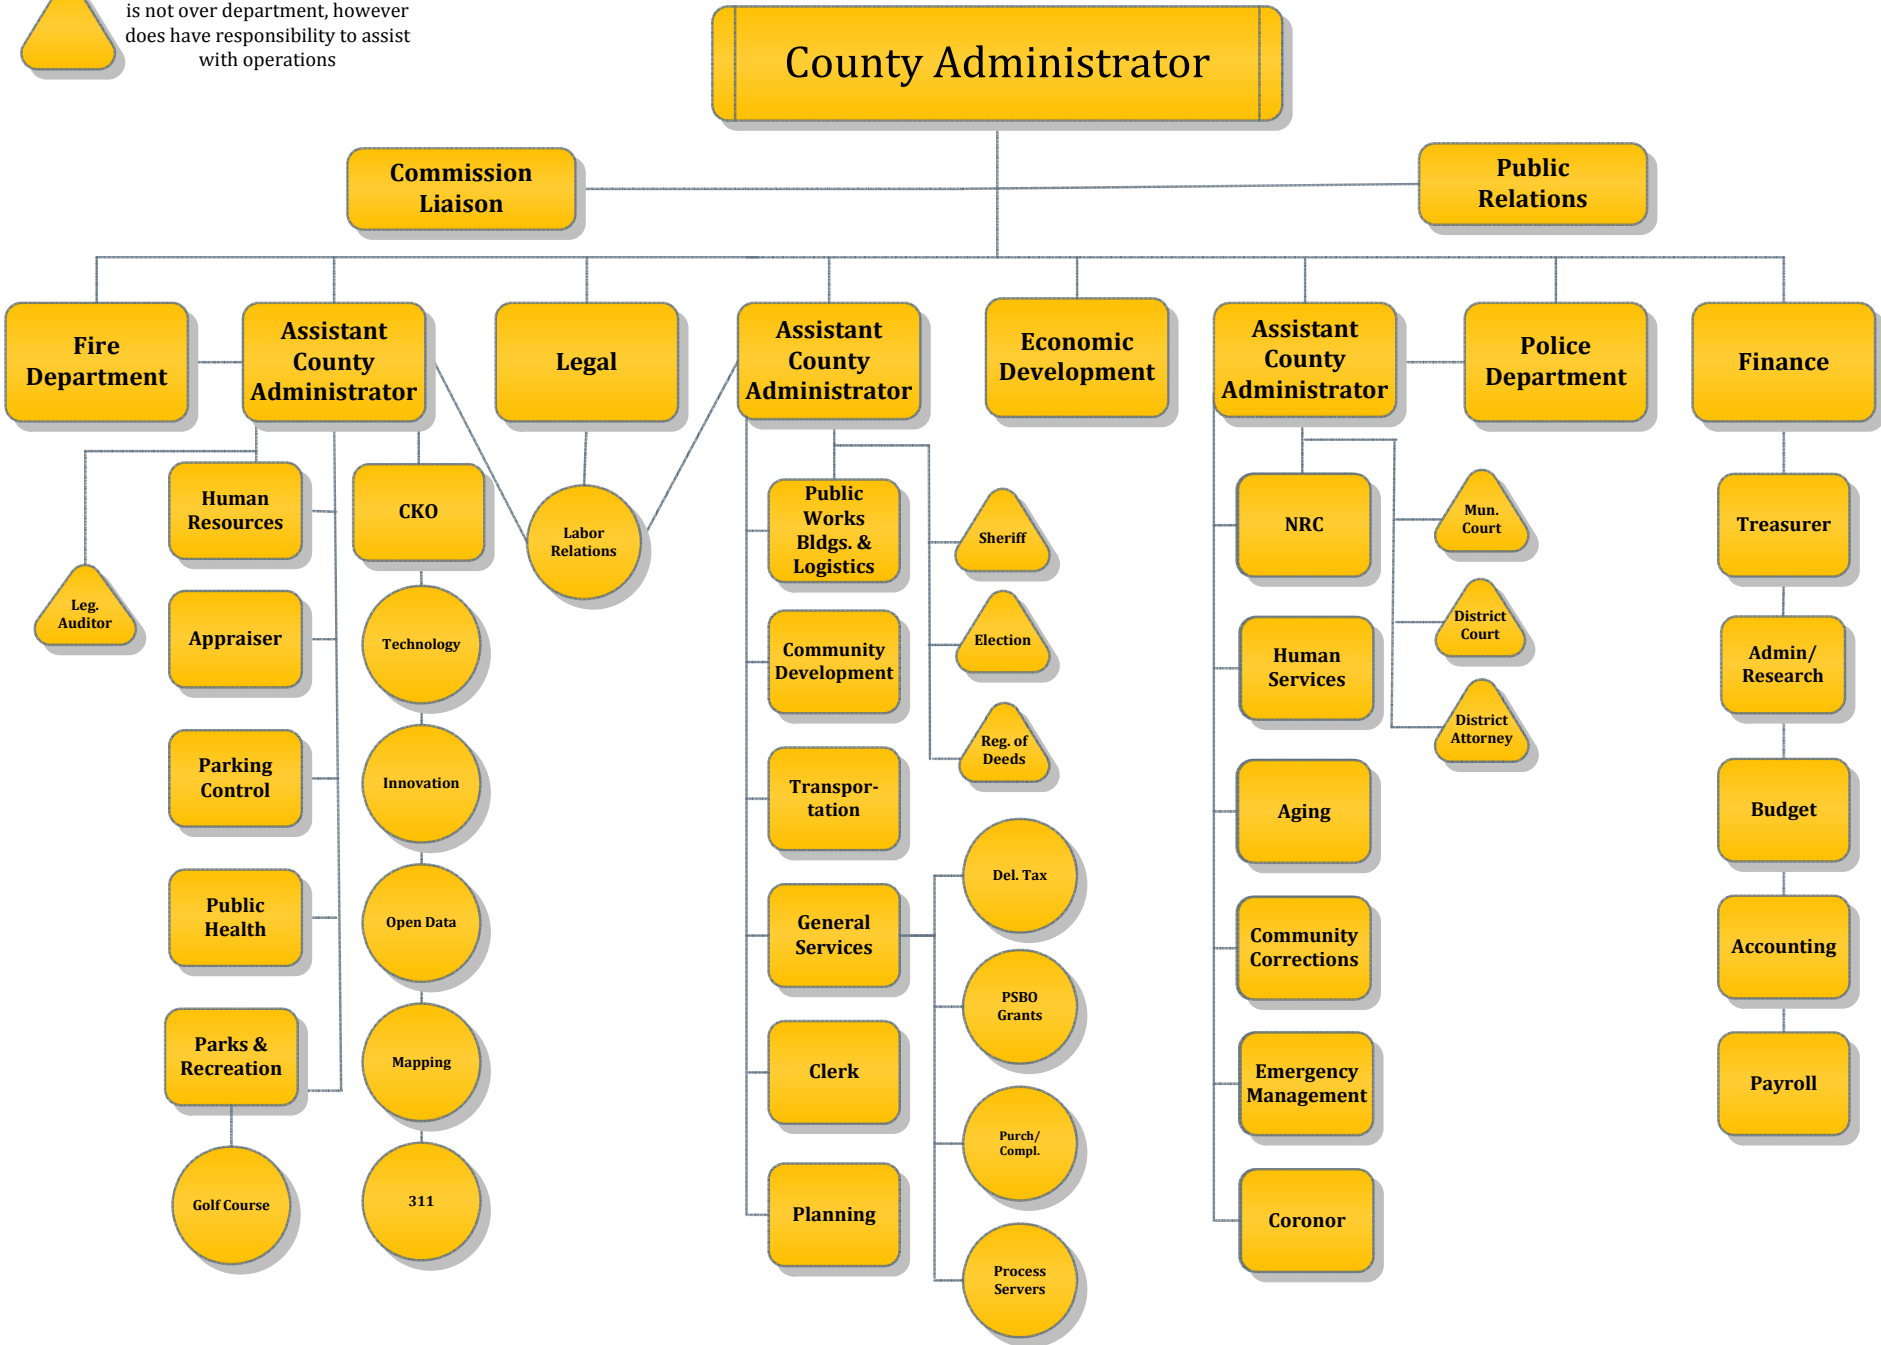 is not over department, however
does have responsibility to assist
with operations
County Administrator
Commission
Liaison
Public
Relations
Fire
Department
Assistant
County
Administrator
Legal
Assistant
County
Administrator
Economic
Development
Assistant
County
Administrator
Police
Department
Finance
Human
Resources
CKO
Labor
Relations
Public
Works
Bldgs. &
Logistics
Sheriff
NRC
Mun.
Court
Treasurer
Leg.
Auditor
Appraiser
Technology
Community
Development
Election
Human
Services
District
Court
Admin/
Research
Parking
Control
Innovation
Transpor-
tation
Reg. of
Deeds
Aging
District
Attorney
Budget
Public
Health
Open Data
General
Services
Del. Tax
Community
Corrections
Accounting
Parks &
Recreation
Mapping
Clerk
PSBO
Grants
Emergency
Management
Payroll
Golf Course
311
Planning
Purch/
Compl.
Coronor
Process
Servers